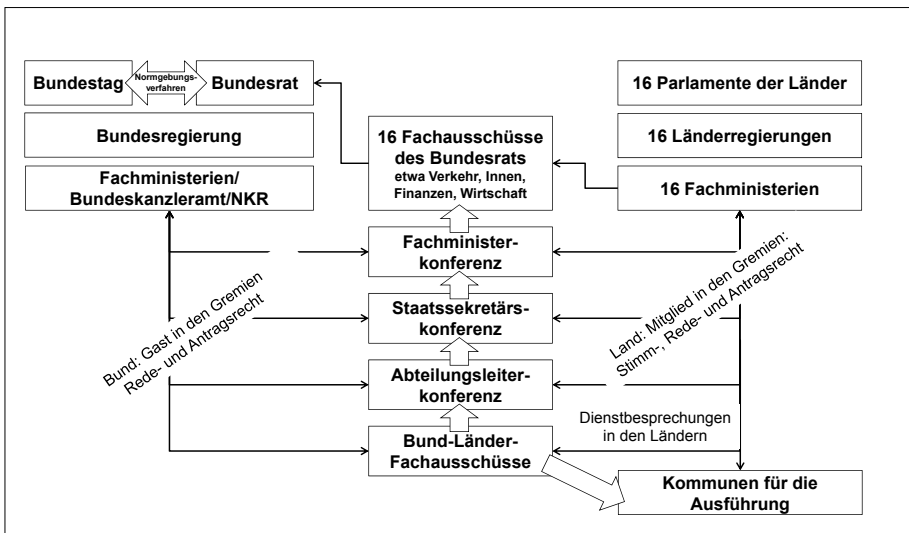 Bundestag
Normgebungs-
verfahren
Bundesrat
Bundesregierung
Fachministerien/
Bundeskanzleramt/NKR
16 Fachausschüsse
des Bundesrats
etwa Verkehr, Innen,
Finanzen, Wirtschaft
16 Parlamente der Länder
16 Länderregierungen
16 Fachministerien
Fachminister-
konferenz
Staatssekretärs-
konferenz
Abteilungsleiter-
konferenz
Bund-Länder-
Fachausschüsse
Bund: Gast in den Gremien
Rede- und Antragsrecht
Land: Mitglied in den Gremien:
Stimm-, Rede- und Antragsrecht
Dienstbesprechungen
in den Ländern
Kommunen für die
Ausführung